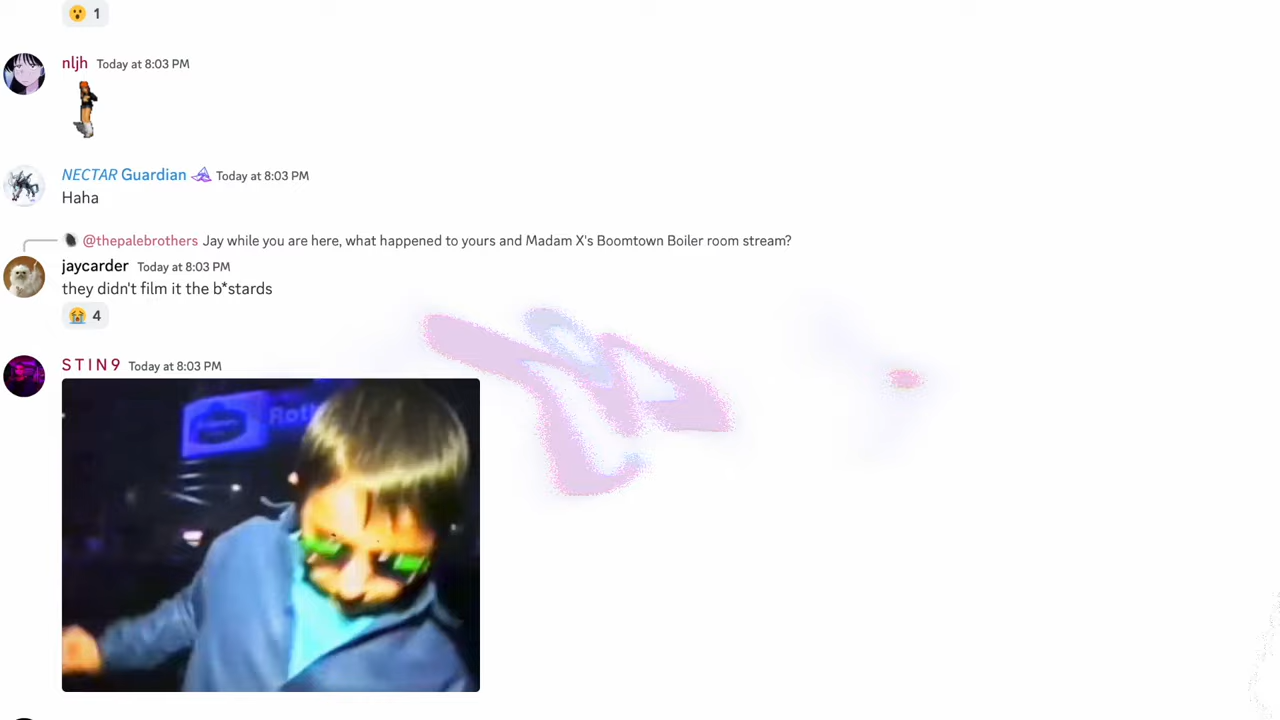 1
nljh Today at 8:03 PM
NECTAR Guardian Today at 8:03 PM
Haha
@thepalebrothers Jay while you are here, what happened to yours and Madam X's Boomtown Boiler room stream?
jaycarder Today at 8:03 PM
they didn't film it the b*stards
4
S T I N 9 Today at 8:03 PM